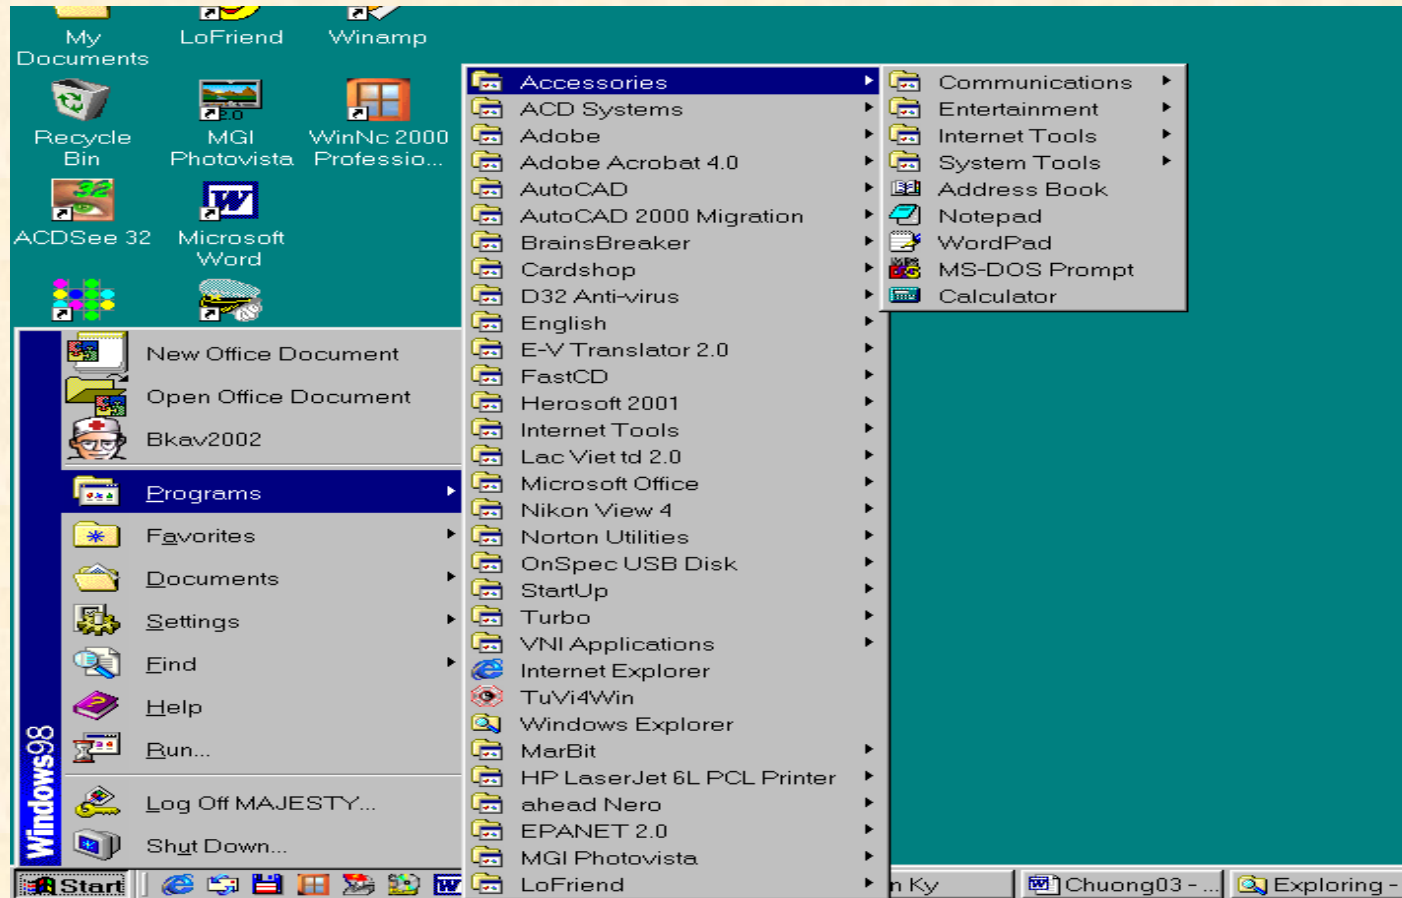 My
Documents
LoFriend
Winamp
Recycle
Bin
2.0
MGI
Photovista
WinNc 2000
Professio...
32
ACDSee 32
Microsoft
Word
New Office Document
Open Office Document
Bkav2002
Programs
Favorites
Documents
Settings
Find
Help
Run...
Log Off MAJESTY...
Shut Down...
Windows98
Accessories
ACD Systems
Adobe
Adobe Acrobat 4.0
AutoCAD
AutoCAD 2000 Migration
BrainsBreaker
Cardshop
D32 Anti-virus
English
E-V Translator 2.0
FastCD
Herosoft 2001
Internet Tools
Lac Viet td 2.0
Microsoft Office
Nikon View 4
Norton Utilities
OnSpec USB Disk
StartUp
Turbo
VNI Applications
Internet Explorer
TuVi4Win
Windows Explorer
MarBit
HP LaserJet 6L PCL Printer
ahead Nero
EPANET 2.0
MGI Photovista
LoFriend
Communications
Entertainment
Internet Tools
System Tools
Address Book
Notepad
WordPad
MS-DOS Prompt
Calculator
Start
n Ky
Chuong03 - ...
Exploring -